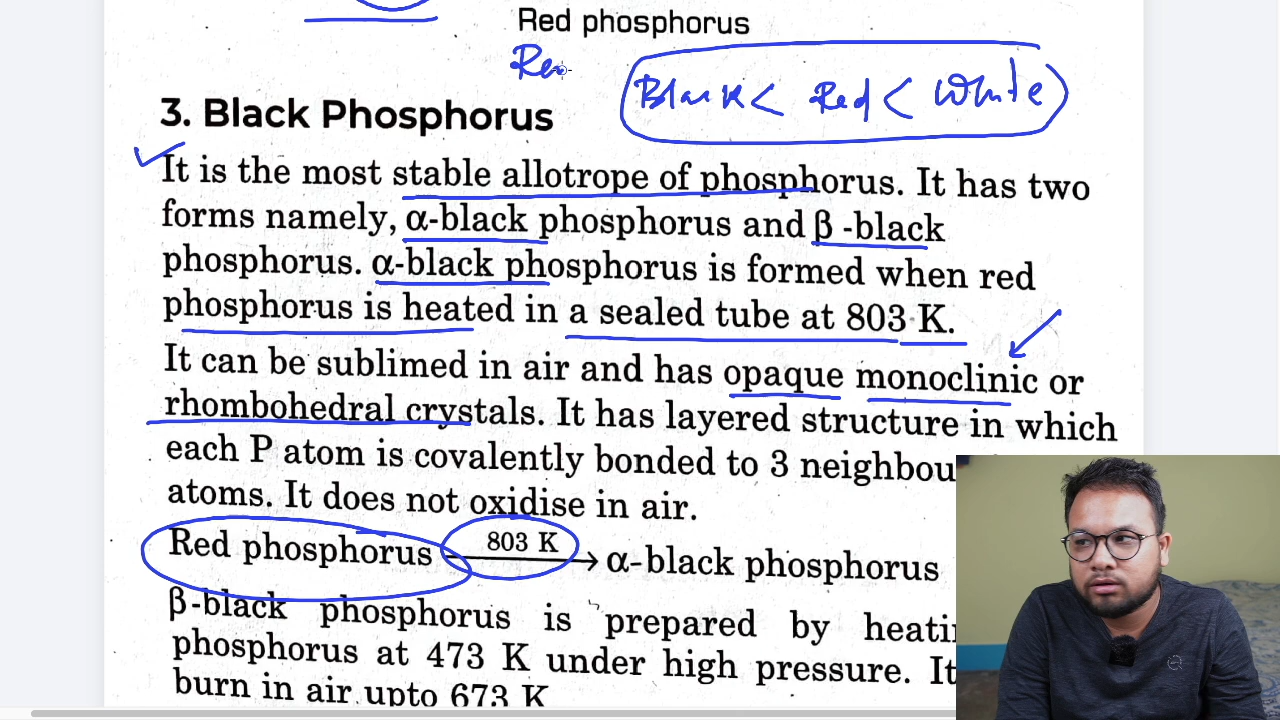 Red phosphorus
Re
Black < Red < White
3. Black Phosphorus
It is the most stable allotrope of phosphorus. It has two
forms namely, α-black phosphorus and β -black
phosphorus. α-black phosphorus is formed when red
phosphorus is heated in a sealed tube at 803 K.
It can be sublimed in air and has opaque monoclinic or
rhombohedral crystals. It has layered structure in which
each P atom is covalently bonded to 3 neighbou
atoms. It does not oxidise in air.
Red phosphorus 803 K → α-black phosphorus
β-black phosphorus is prepared by heati
phosphorus at 473 K under high pressure. It
burn in air upto 673 K